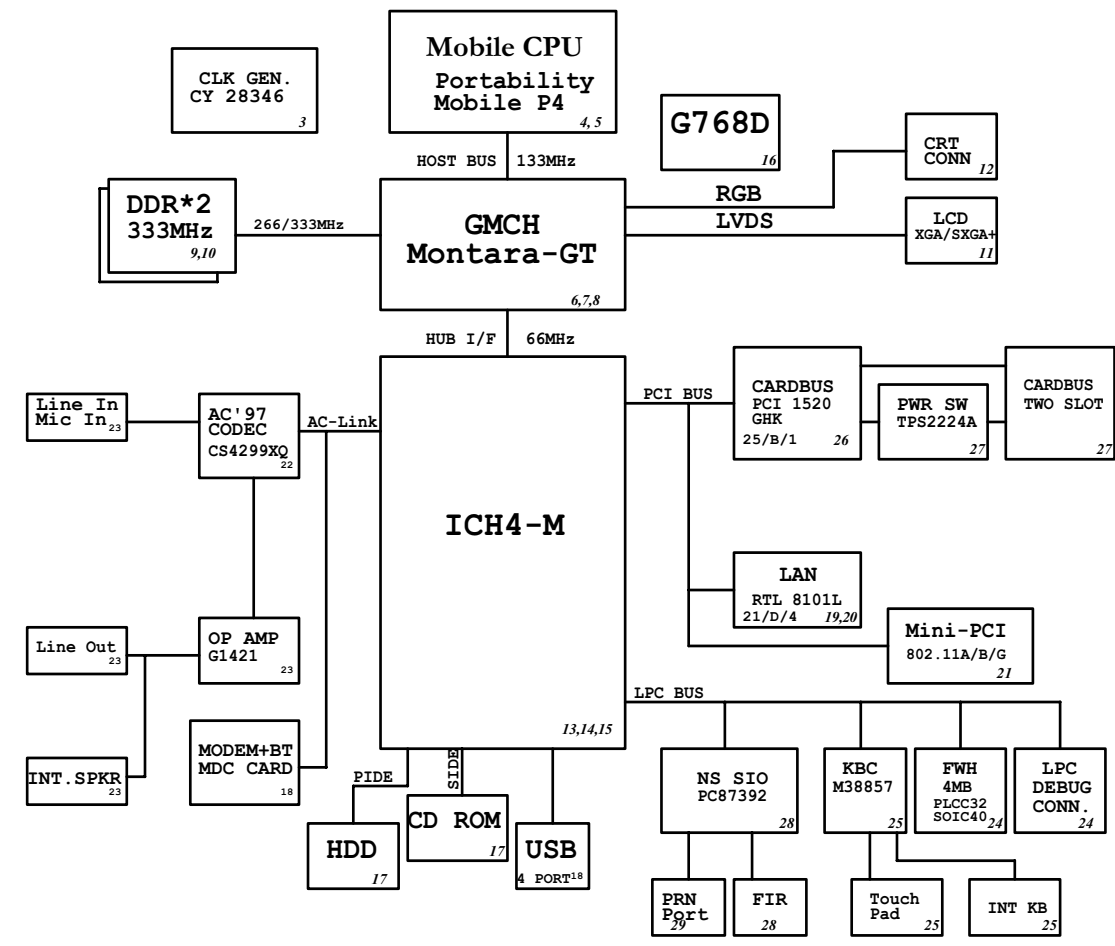 Mobile CPU
Portability
Mobile P4
4, 5
CLK GEN.
CY 28346
3
G768D
16
CRT
CONN
12
HOST BUS
133MHz
RGB
LVDS
DDR*2
333MHz
9,10
266/333MHz
GMCH
Montara-GT
6,7,8
LCD
XGA/SXGA+
11
HUB I/F
66MHz
Line In
Mic In
23
AC'97
CODEC
CS4299XQ
22
AC-Link
PCI BUS
CARDBUS
PCI 1520
GHK
25/B/1
26
PWR SW
TPS2224A
27
CARDBUS
TWO SLOT
27
ICH4-M
13,14,15
LAN
RTL 8101L
21/D/4
19,20
Mini-PCI
802.11A/B/G
21
Line Out
23
OP AMP
G1421
23
LPC BUS
INT.SPKR
23
MODEM+BT
MDC CARD
18
PIDE
SIDE
HDD
17
CD ROM
17
USB
4 PORT
18
NS SIO
PC87392
28
KBC
M38857
25
FWH
4MB
PLCC32
SOIC40
24
LPC
DEBUG
CONN.
24
PRN
Port
29
FIR
28
Touch
Pad
25
INT KB
25